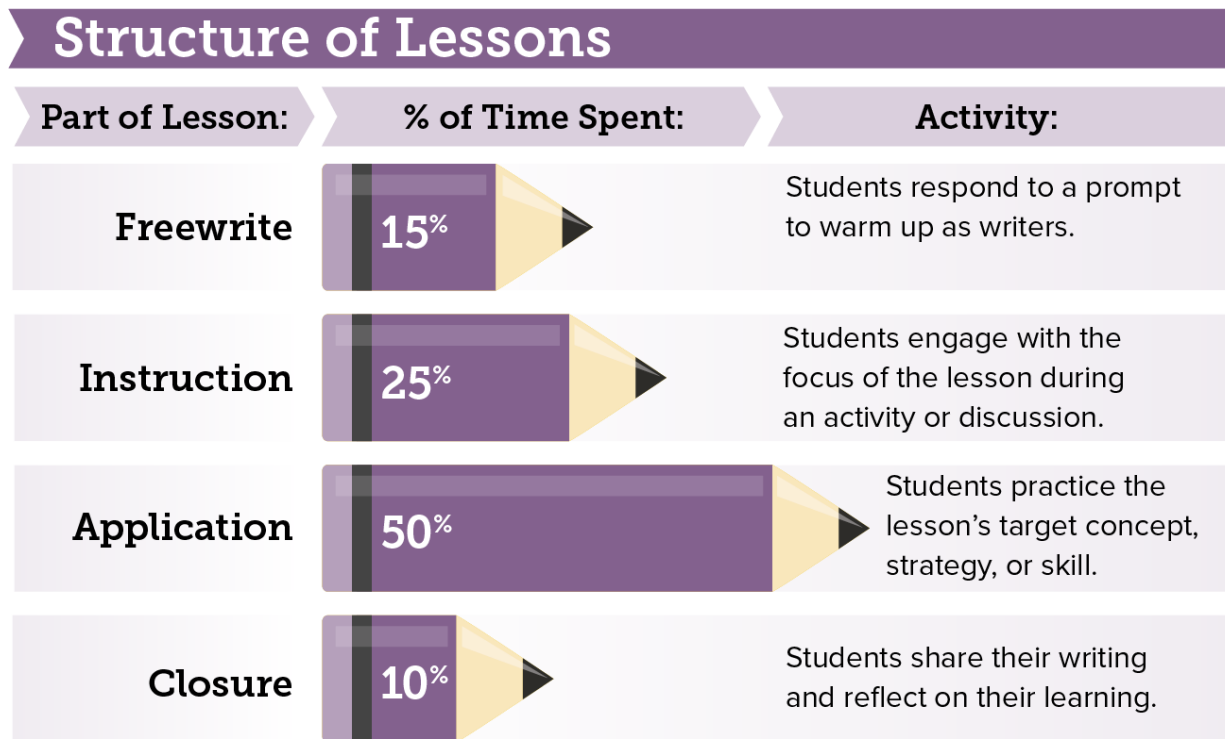 Structure of Lessons
Part of Lesson: % of Time Spent: Activity:
Freewrite
15%
Students respond to a prompt
to warm up as writers.
Instruction
25%
Students engage with the
focus of the lesson during
an activity or discussion.
Application
50%
Students practice the
lesson’s target concept,
strategy, or skill.
Closure
10%
Students share their writing
and reflect on their learning.